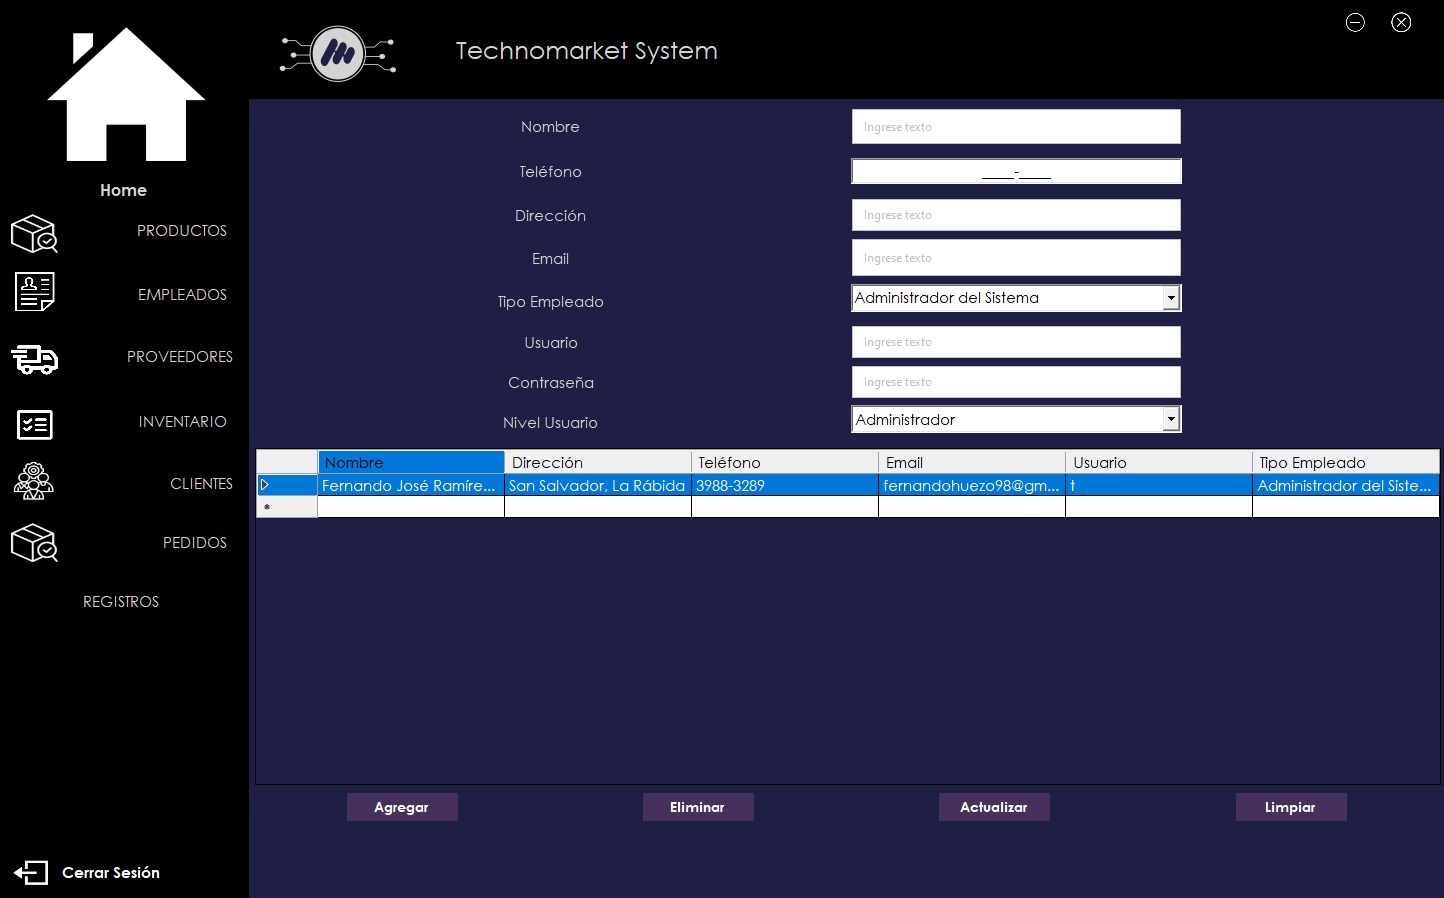 Technomarket System
Home
PRODUCTOS
EMPLEADOS
PROVEEDORES
INVENTARIO
CLIENTES
PEDIDOS
REGISTROS
Cerrar Sesión
Nombre Ingrese texto
Teléfono ____-____
Dirección Ingrese texto
Email Ingrese texto
Tipo Empleado Administrador del Sistema
Usuario Ingrese texto
Contraseña Ingrese texto
Nivel Usuario Administrador
Nombre Dirección Teléfono Email Usuario Tipo Empleado
Fernando José Ramíre... San Salvador, La Rábida 3988-3289 fernandohuezo98@gm... t Administrador del Siste...
Agregar Eliminar Actualizar Limpiar